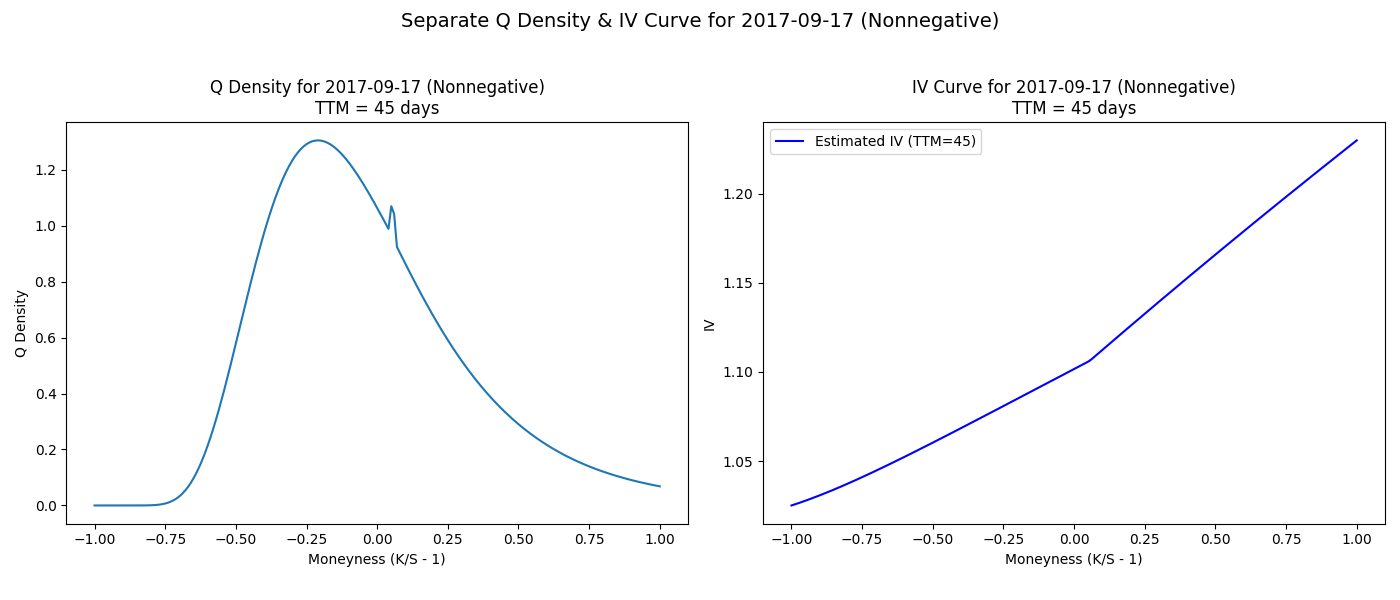 Separate Q Density & IV Curve for 2017-09-17 (Nonnegative)
Q Density for 2017-09-17 (Nonnegative)
TTM = 45 days
Q Density
1.2
1.0
0.8
0.6
0.4
0.2
0.0
−1.00 −0.75 −0.50 −0.25 0.00 0.25 0.50 0.75 1.00
Moneyness (K/S - 1)
IV Curve for 2017-09-17 (Nonnegative)
TTM = 45 days
Estimated IV (TTM=45)
IV
1.20
1.15
1.10
1.05
−1.00 −0.75 −0.50 −0.25 0.00 0.25 0.50 0.75 1.00
Moneyness (K/S - 1)